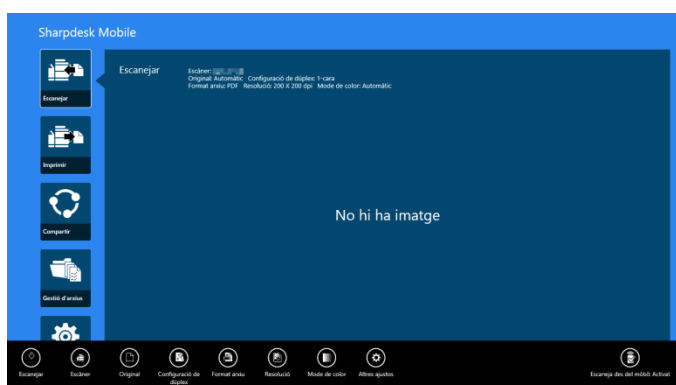 Sharpdesk Mobile
Escanejar
Escàner:
Original: Automàtic Configuració de dúplex: 1-cara
Format arxiu: PDF Resolució: 200 X 200 dpi Mode de color: Automàtic
Escanejar
Imprimir
Compartir
Gestió d'arxius
No hi ha imatge
Escanejar
Escàner
Original
Configuració de
dúplex
Format arxiu
Resolució
Mode de color
Altres ajustos
Escaneja des del mòbil: Activat